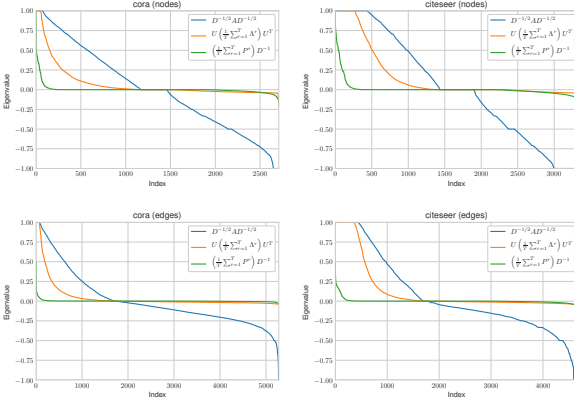 cora (nodes)
1.00
0.75
0.50
0.25
0.00
−0.25
−0.50
−0.75
−1.00
Eigenvalue
0 500 1000 1500 2000 2500
Index
D^{-1/2}AD^{-1/2}
U(1/T ∑_{r=1}^T Λ^r)U^T
(1/T ∑_{r=1}^T P^r)D^{-1}
citeseer (nodes)
1.00
0.75
0.50
0.25
0.00
−0.25
−0.50
−0.75
−1.00
Eigenvalue
0 500 1000 1500 2000 2500 3000
Index
D^{-1/2}AD^{-1/2}
U(1/T ∑_{r=1}^T Λ^r)U^T
(1/T ∑_{r=1}^T P^r)D^{-1}
cora (edges)
1.00
0.75
0.50
0.25
0.00
−0.25
−0.50
−0.75
−1.00
Eigenvalue
0 1000 2000 3000 4000 5000
Index
D^{-1/2}AD^{-1/2}
U(1/T ∑_{r=1}^T Λ^r)U^T
(1/T ∑_{r=1}^T P^r)D^{-1}
citeseer (edges)
1.00
0.75
0.50
0.25
0.00
−0.25
−0.50
−0.75
−1.00
Eigenvalue
0 1000 2000 3000 4000
Index
D^{-1/2}AD^{-1/2}
U(1/T ∑_{r=1}^T Λ^r)U^T
(1/T ∑_{r=1}^T P^r)D^{-1}